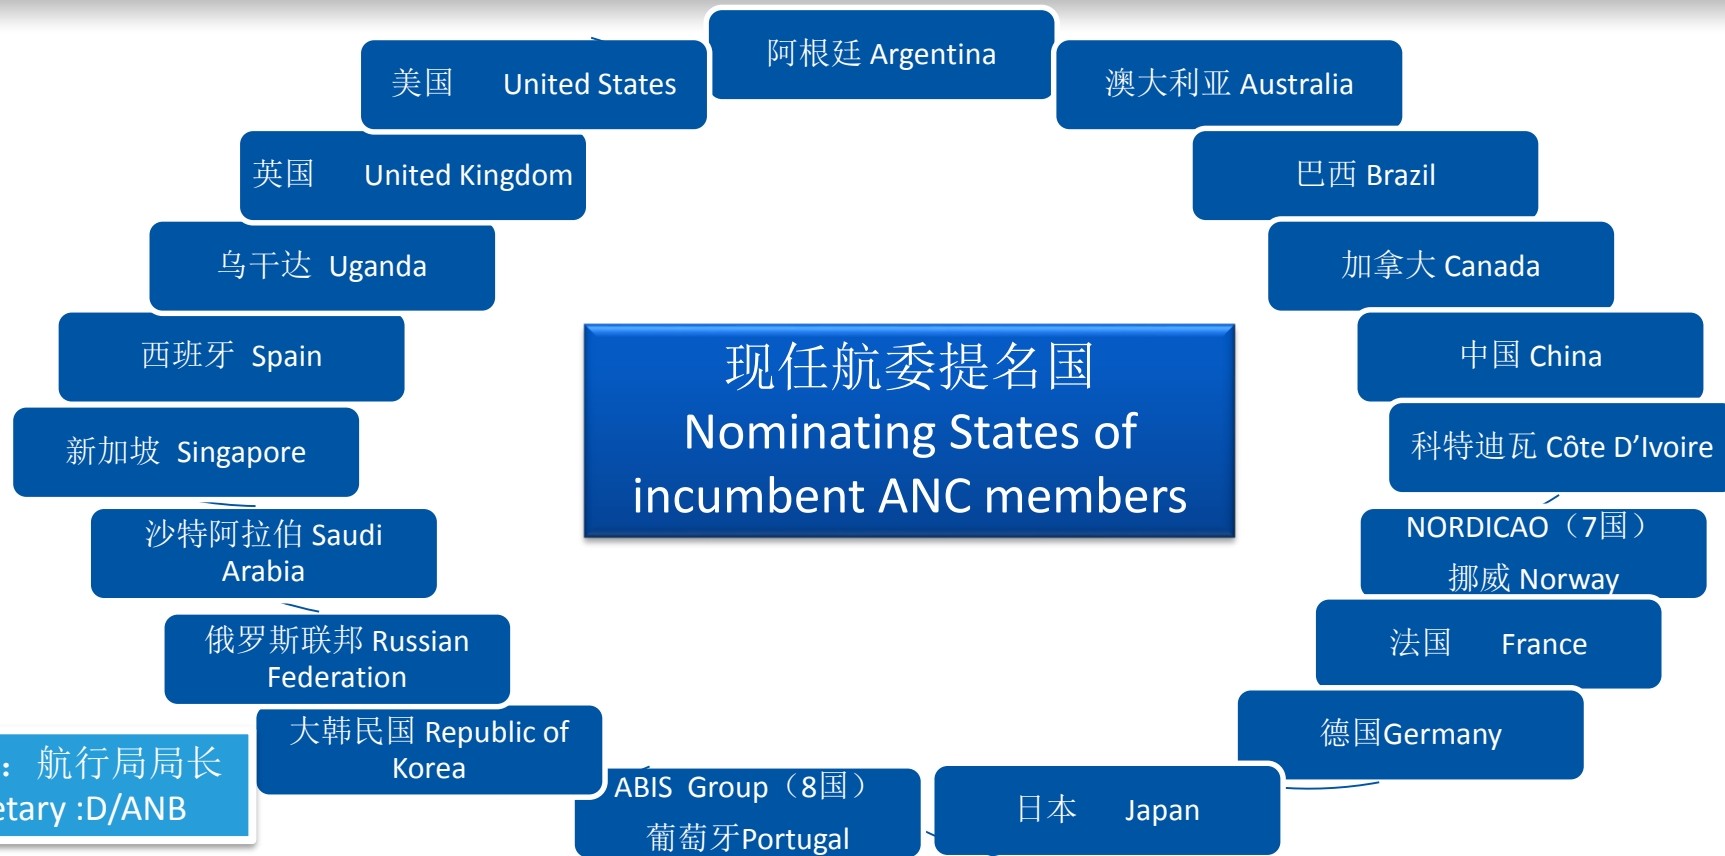 阿根廷 Argentina
美国 United States
澳大利亚 Australia
英国 United Kingdom
巴西 Brazil
乌干达 Uganda
加拿大 Canada
西班牙 Spain
现任航委提名国
Nominating States of
incumbent ANC members
中国 China
新加坡 Singapore
科特迪瓦 Côte D’Ivoire
沙特阿拉伯 Saudi
Arabia
NORDICAO（7国）
挪威 Norway
俄罗斯联邦 Russian
Federation
法国 France
大韩民国 Republic of
Korea
德国Germany
ABIS Group（8国）
葡萄牙Portugal
日本 Japan
：航行局局长
etary :D/ANB